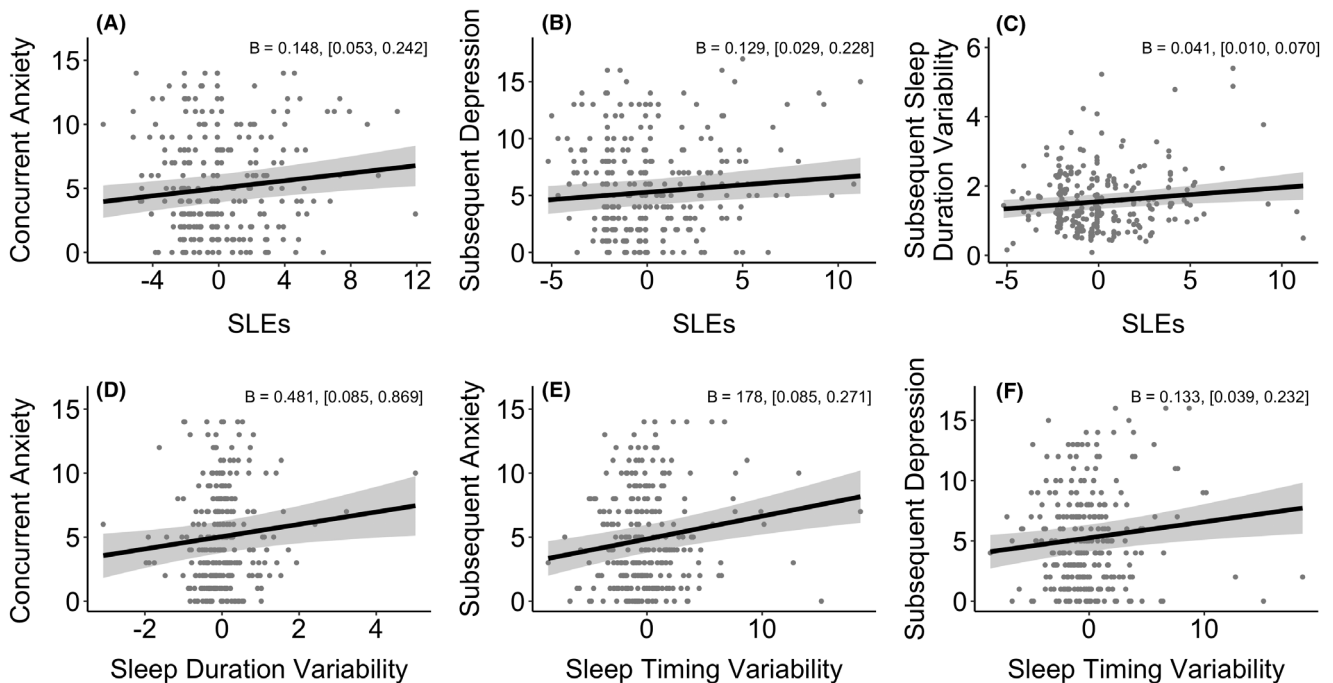 (A)
B = 0.148, [0.053, 0.242]
Concurrent Anxiety
15
10
5
0
-4
0
4
8
12
SLEs
(B)
B = 0.129, [0.029, 0.228]
Subsequent Depression
15
10
5
0
-5
0
5
10
SLEs
(C)
B = 0.041, [0.010, 0.070]
Subsequent Sleep
Duration Variability
6
4
2
0
-5
0
5
10
SLEs
(D)
B = 0.481, [0.085, 0.869]
Concurrent Anxiety
15
10
5
0
-2
0
2
4
Sleep Duration Variability
(E)
B = 178, [0.085, 0.271]
Subsequent Anxiety
15
10
5
0
0
10
Sleep Timing Variability
(F)
B = 0.133, [0.039, 0.232]
Subsequent Depression
15
10
5
0
0
10
Sleep Timing Variability